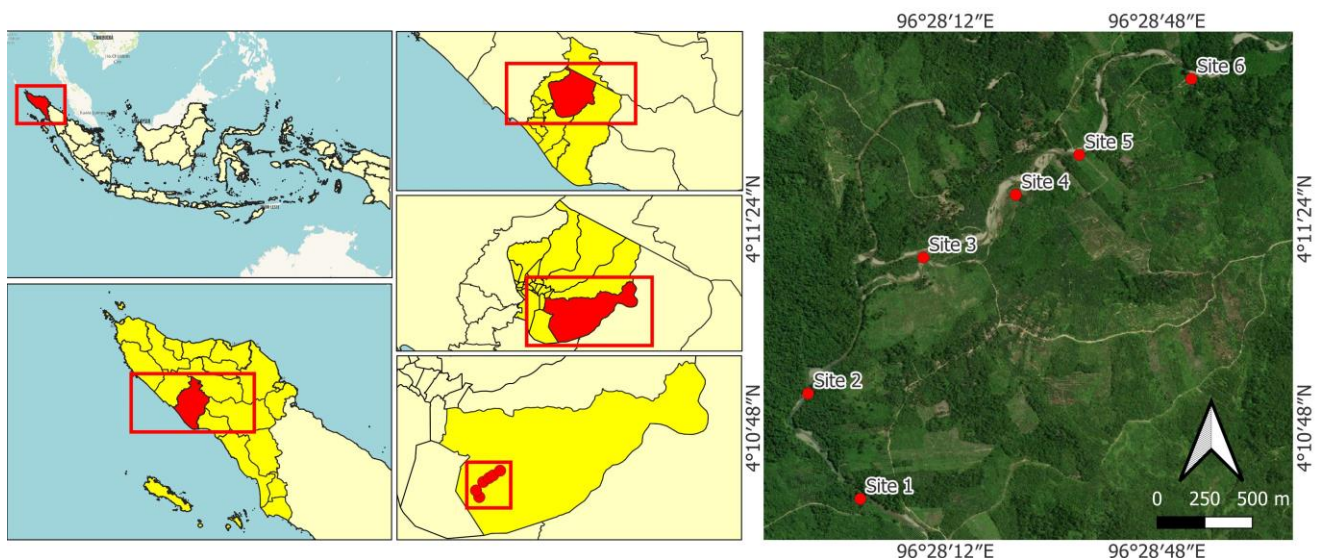 CAMBODIA
96°28′12″E
96°28′48″E
Site 6
Site 5
Site 4
4°11′24″N
4°11′24″N
Site 3
Site 2
4°10′48″N
4°10′48″N
Site 1
0 250 500 m
96°28′12″E
96°28′48″E